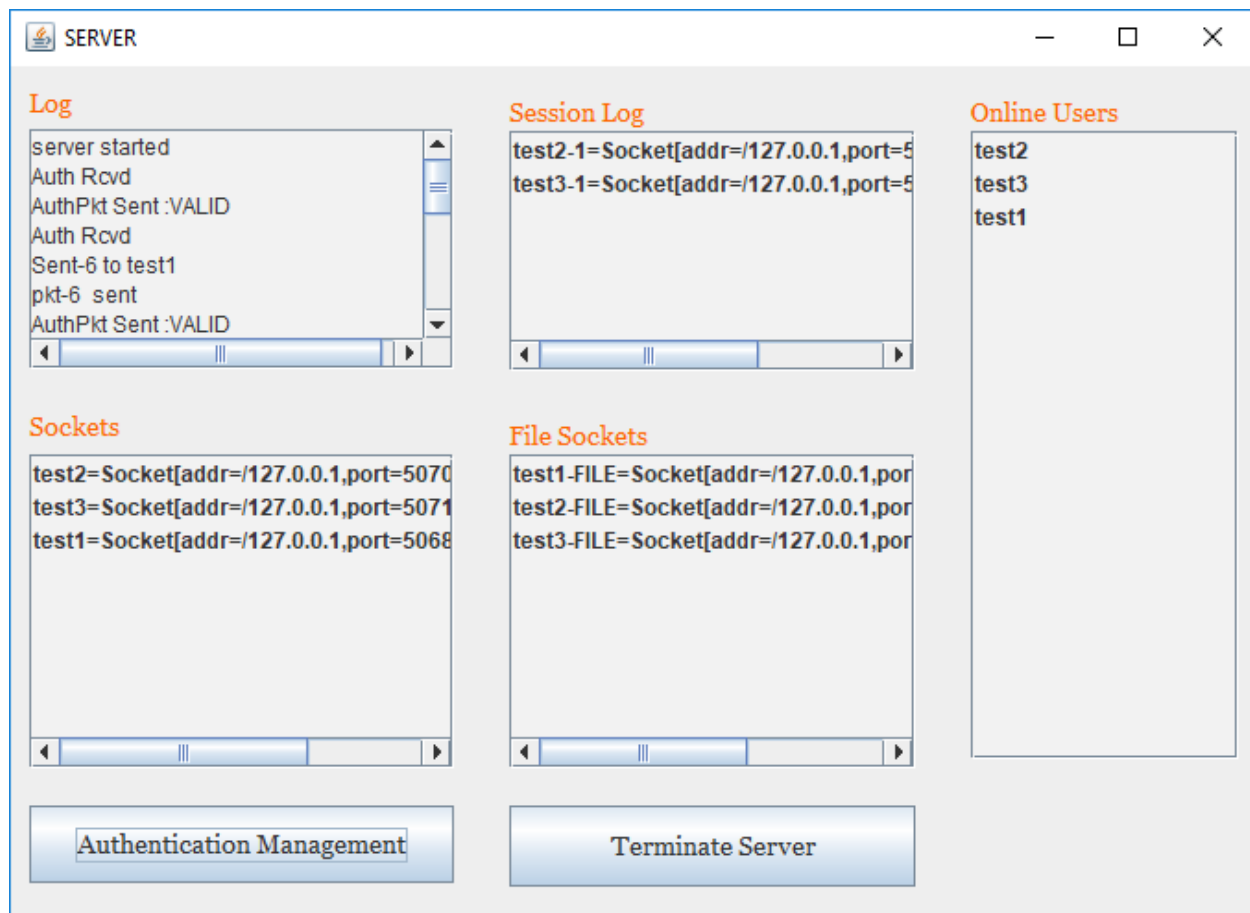 SERVER
Log
server started
Auth Rcvd
AuthPkt Sent :VALID
Auth Rcvd
Sent-6 to test1
pkt-6  sent
AuthPkt Sent :VALID
Session Log
test2-1=Socket[addr=/127.0.0.1,port=5
test3-1=Socket[addr=/127.0.0.1,port=5
Online Users
test2
test3
test1
Sockets
test2=Socket[addr=/127.0.0.1,port=5070
test3=Socket[addr=/127.0.0.1,port=5071
test1=Socket[addr=/127.0.0.1,port=5068
File Sockets
test1-FILE=Socket[addr=/127.0.0.1,por
test2-FILE=Socket[addr=/127.0.0.1,por
test3-FILE=Socket[addr=/127.0.0.1,por
Authentication Management
Terminate Server